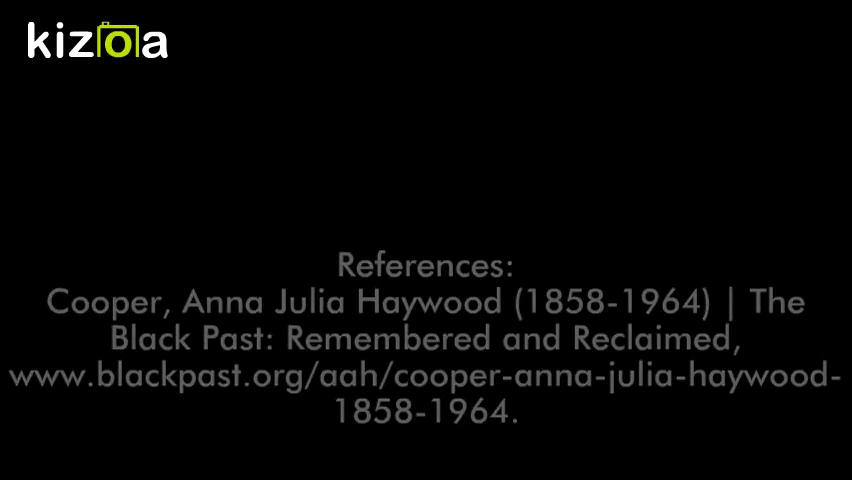 kizoa
References:
Cooper, Anna Julia Haywood (1858-1964) | The
Black Past: Remembered and Reclaimed,
www.blackpast.org/aah/cooper-anna-julia-haywood-
1858-1964.